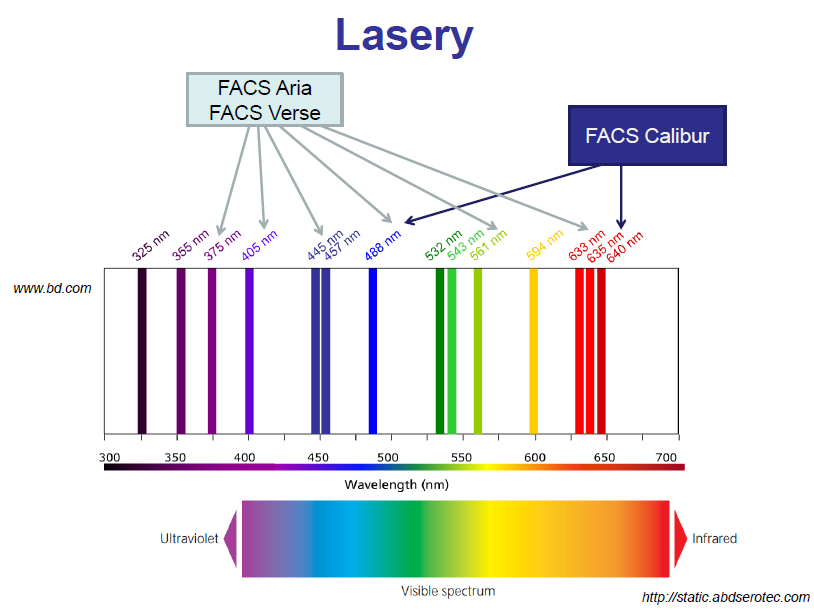 Lasery
FACS Aria
FACS Verse
FACS Calibur
325 nm
355 nm
375 nm
405 nm
445 nm
457 nm
488 nm
532 nm
543 nm
561 nm
594 nm
633 nm
635 nm
640 nm
www.bd.com
300 350 400 450 500 550 600 650 700
Wavelength (nm)
Ultraviolet
Infrared
Visible spectrum
http://static.abdserotec.com